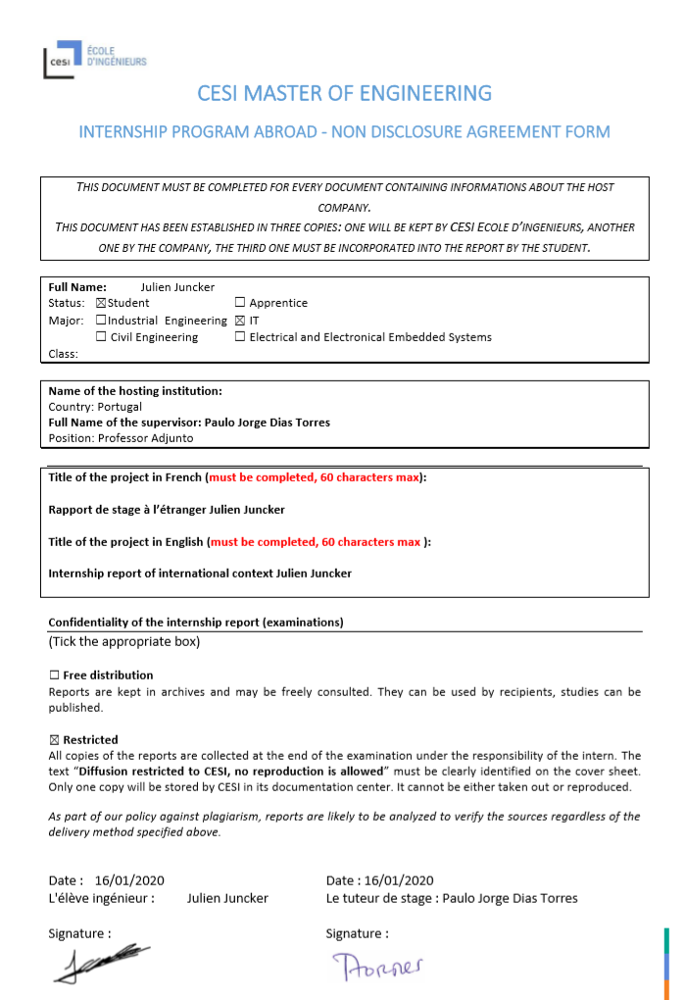 cesi ÉCOLE
D'INGÉNIEURS
CESI MASTER OF ENGINEERING
INTERNSHIP PROGRAM ABROAD - NON DISCLOSURE AGREEMENT FORM
THIS DOCUMENT MUST BE COMPLETED FOR EVERY DOCUMENT CONTAINING INFORMATIONS ABOUT THE HOST
COMPANY.
THIS DOCUMENT HAS BEEN ESTABLISHED IN THREE COPIES: ONE WILL BE KEPT BY CESI ECOLE D'INGENIEURS, ANOTHER
ONE BY THE COMPANY, THE THIRD ONE MUST BE INCORPORATED INTO THE REPORT BY THE STUDENT.
Full Name: Julien Juncker
Status: ☒Student ☐ Apprentice
Major: ☐Industrial Engineering ☒ IT
☐ Civil Engineering ☐ Electrical and Electronical Embedded Systems
Class:
Name of the hosting institution:
Country: Portugal
Full Name of the supervisor: Paulo Jorge Dias Torres
Position: Professor Adjunto
Title of the project in French (must be completed, 60 characters max):
Rapport de stage à l'étranger Julien Juncker
Title of the project in English (must be completed, 60 characters max ):
Internship report of international context Julien Juncker
Confidentiality of the internship report (examinations)
(Tick the appropriate box)
☐ Free distribution
Reports are kept in archives and may be freely consulted. They can be used by recipients, studies can be
published.
☒ Restricted
All copies of the reports are collected at the end of the examination under the responsibility of the intern. The
text “Diffusion restricted to CESI, no reproduction is allowed” must be clearly identified on the cover sheet.
Only one copy will be stored by CESI in its documentation center. It cannot be either taken out or reproduced.
As part of our policy against plagiarism, reports are likely to be analyzed to verify the sources regardless of the
delivery method specified above.
Date : 16/01/2020 Date : 16/01/2020
L'élève ingénieur : Julien Juncker Le tuteur de stage : Paulo Jorge Dias Torres
Signature : Signature :